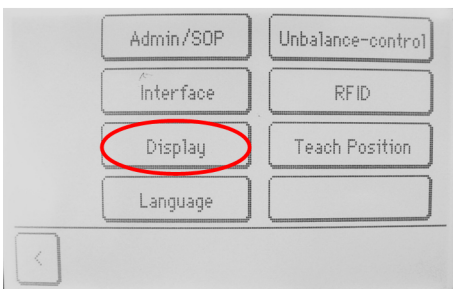 Admin/SOP
Unbalance-control
Interface
RFID
Display
Teach Position
Language
<